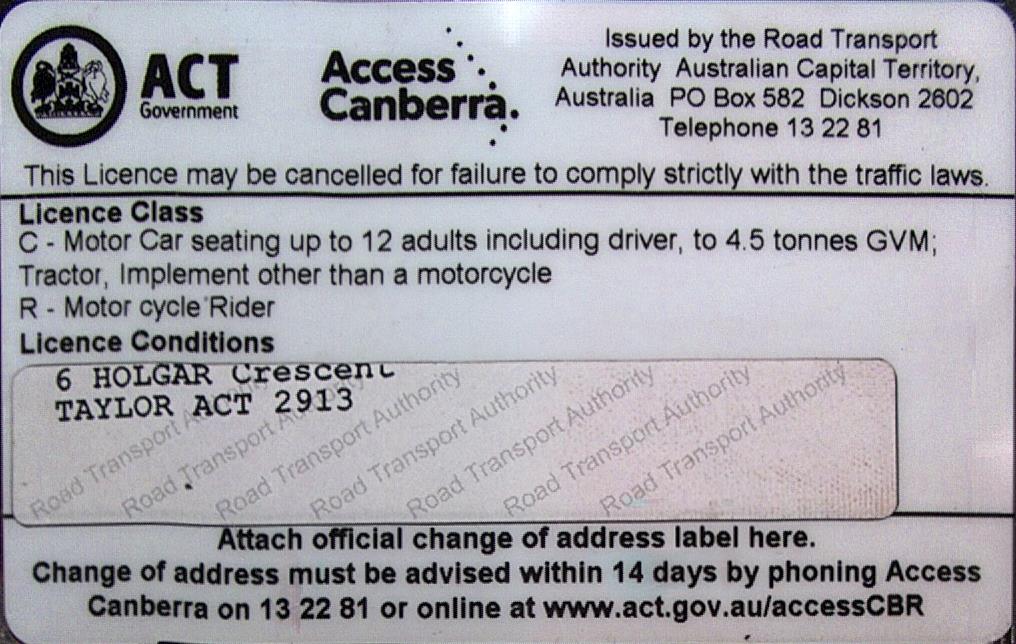 ACT
Government
Access
Canberra.
Issued by the Road Transport
Authority Australian Capital Territory,
Australia PO Box 582 Dickson 2602
Telephone 13 22 81
This Licence may be cancelled for failure to comply strictly with the traffic laws.
Licence Class
C - Motor Car seating up to 12 adults including driver, to 4.5 tonnes GVM;
Tractor, Implement other than a motorcycle
R - Motor cycle Rider
Licence Conditions
6 HOLGAR Crescent
TAYLOR ACT 2913
Road Transport Authority
Road Transport Authority
Road Transport Authority
Road Transport Authority
Road Transport Authority
Road Transport Authority
Road Transport Authority
Attach official change of address label here.
Change of address must be advised within 14 days by phoning Access
Canberra on 13 22 81 or online at www.act.gov.au/accessCBR